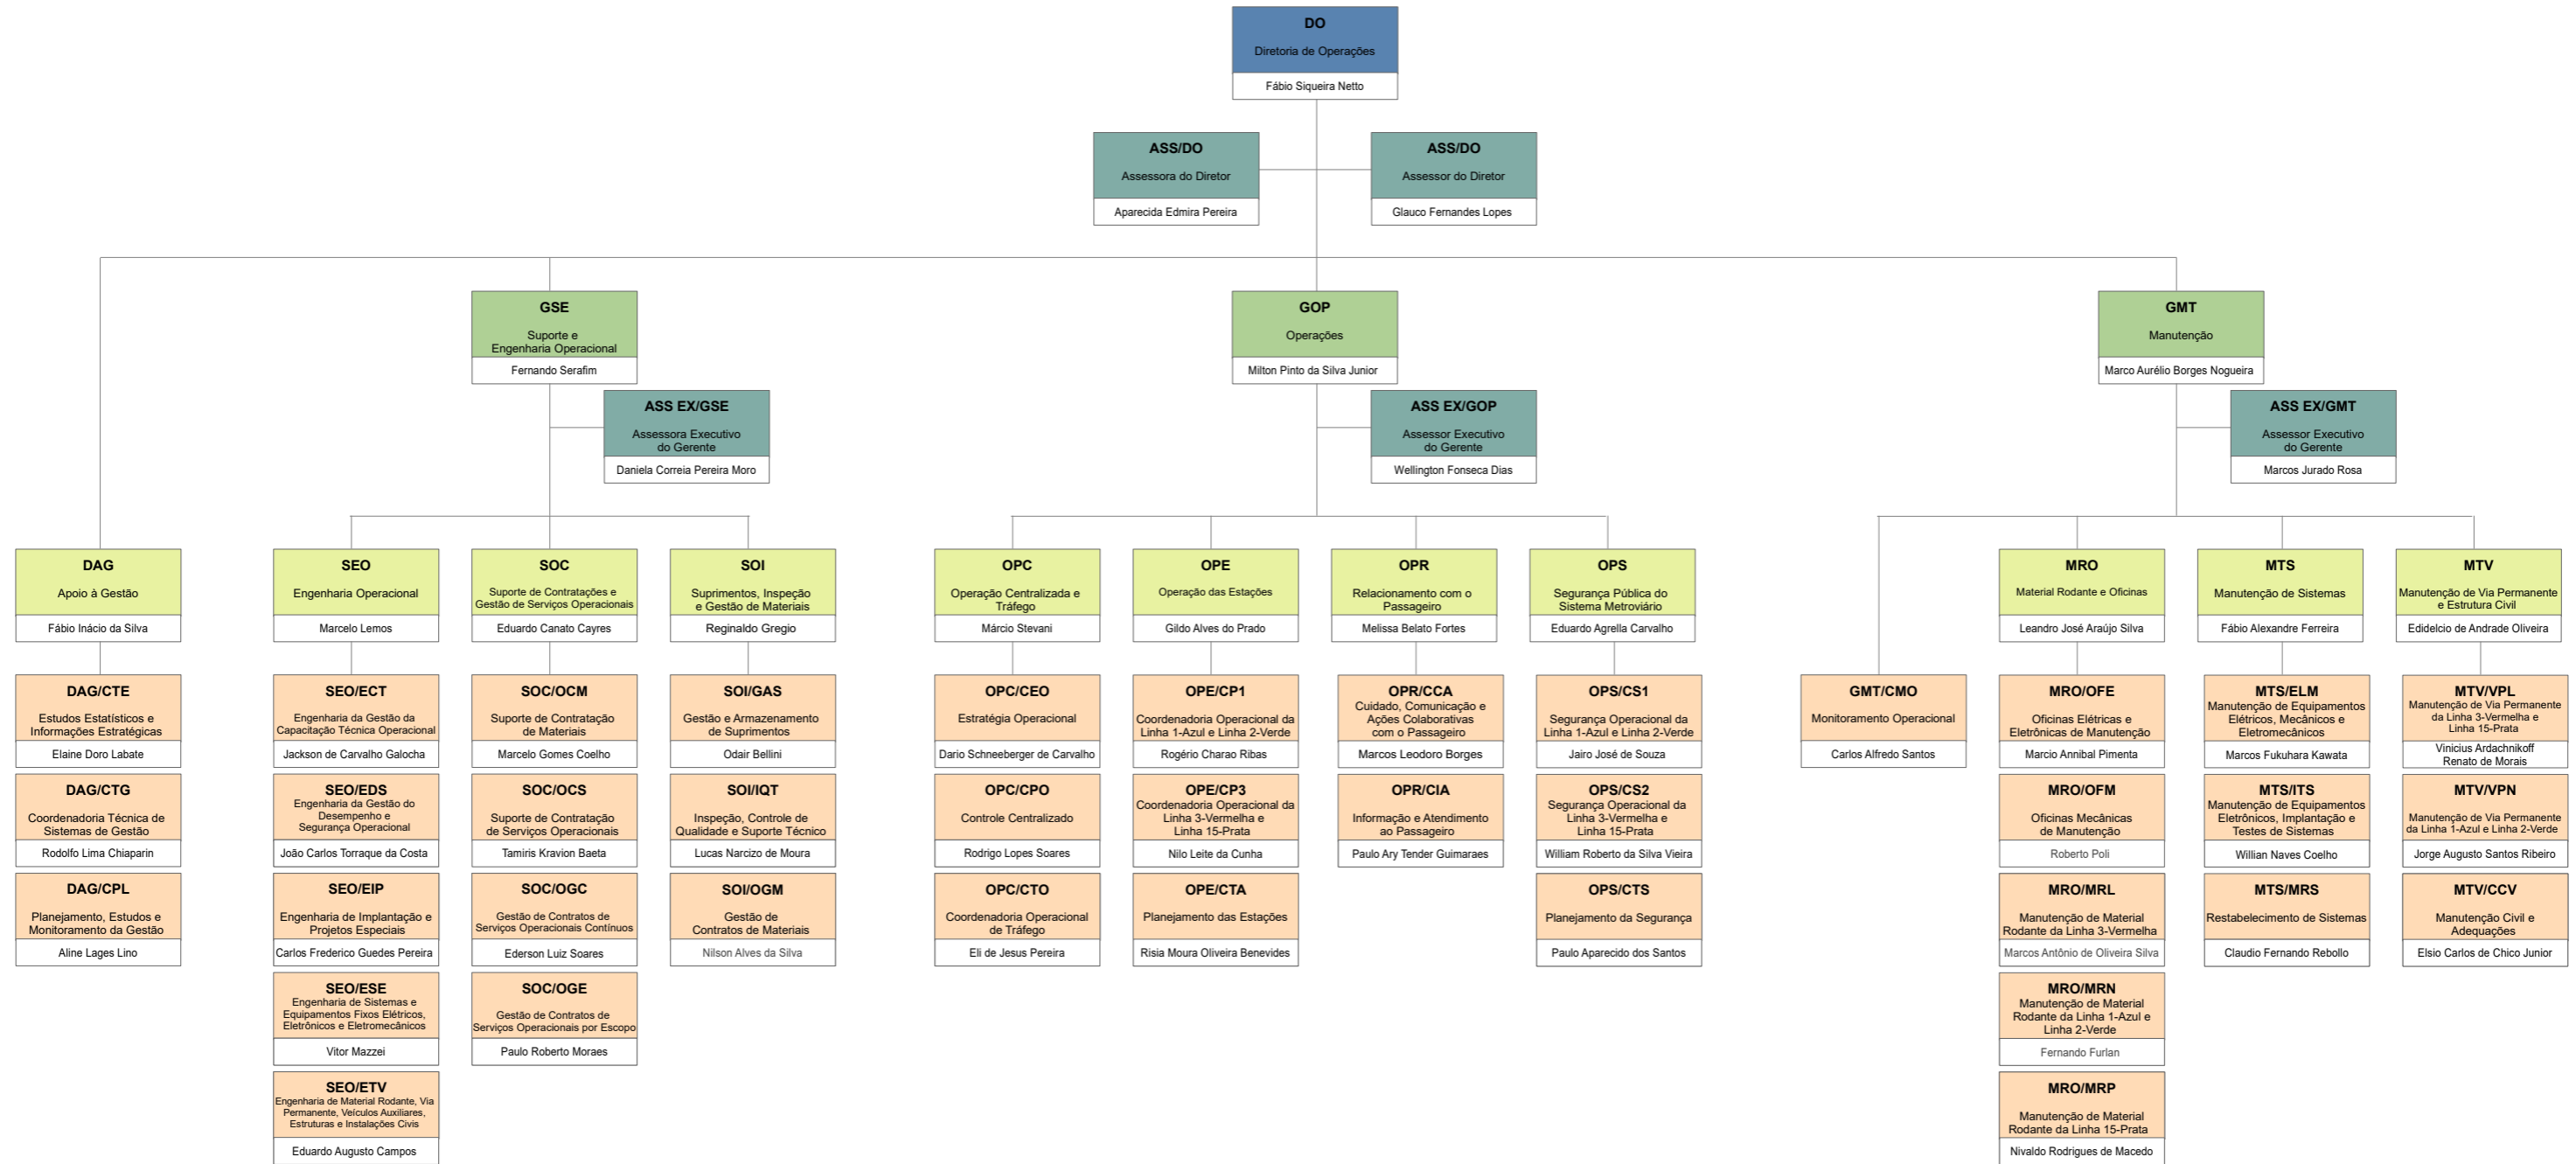 DO
Diretoria de Operações
Fábio Siqueira Netto
ASS/DO
Assessora do Diretor
Aparecida Edmira Pereira
ASS/DO
Assessor do Diretor
Glauco Fernandes Lopes
GSE
Suporte e
Engenharia Operacional
Fernando Serafim
GOP
Operações
Milton Pinto da Silva Junior
GMT
Manutenção
Marco Aurélio Borges Nogueira
ASS EX/GSE
Assessora Executivo
do Gerente
Daniela Correia Pereira Moro
ASS EX/GOP
Assessor Executivo
do Gerente
Wellington Fonseca Dias
ASS EX/GMT
Assessor Executivo
do Gerente
Marcos Jurado Rosa
DAG
Apoio à Gestão
Fábio Inácio da Silva
DAG/CTE
Estudos Estatísticos e
Informações Estratégicas
Elaine Doro Labate
DAG/CTG
Coordenadoria Técnica de
Sistemas de Gestão
Rodolfo Lima Chiaparin
DAG/CPL
Planejamento, Estudos e
Monitoramento da Gestão
Aline Lages Lino
SEO
Engenharia Operacional
Marcelo Lemos
SEO/ECT
Engenharia da Gestão da
Capacitação Técnica Operacional
Jackson de Carvalho Galocha
SEO/EDS
Engenharia da Gestão do
Desempenho e
Segurança Operacional
João Carlos Torraque da Costa
SEO/EIP
Engenharia de Implantação e
Projetos Especiais
Carlos Frederico Guedes Pereira
SEO/ESE
Engenharia de Sistemas e
Equipamentos Fixos Elétricos,
Eletrônicos e Eletromecânicos
Vitor Mazzei
SEO/ETV
Engenharia de Material Rodante, Via
Permanente, Veículos Auxiliares,
Estruturas e Instalações Civis
Eduardo Augusto Campos
SOC
Suporte de Contratações e
Gestão de Serviços Operacionais
Eduardo Canato Cayres
SOC/OCM
Suporte de Contratação
de Materiais
Marcelo Gomes Coelho
SOC/OCS
Suporte de Contratação
de Serviços Operacionais
Tamiris Kravion Baeta
SOC/OGC
Gestão de Contratos de
Serviços Operacionais Contínuos
Ederson Luiz Soares
SOC/OGE
Gestão de Contratos de
Serviços Operacionais por Escopo
Paulo Roberto Moraes
SOI
Suprimentos, Inspeção
e Gestão de Materiais
Reginaldo Gregio
SOI/GAS
Gestão e Armazenamento
de Suprimentos
Odair Bellini
SOI/IQT
Inspeção, Controle de
Qualidade e Suporte Técnico
Lucas Narcizo de Moura
SOI/OGM
Gestão de
Contratos de Materiais
Nilson Alves da Silva
OPC
Operação Centralizada e
Tráfego
Márcio Stevani
OPC/CEO
Estratégia Operacional
Dario Schneeberger de Carvalho
OPC/CPO
Controle Centralizado
Rodrigo Lopes Soares
OPC/CTO
Coordenadoria Operacional
de Tráfego
Eli de Jesus Pereira
OPE
Operação das Estações
Gildo Alves do Prado
OPE/CP1
Coordenadoria Operacional da
Linha 1-Azul e Linha 2-Verde
Rogério Charao Ribas
OPE/CP3
Coordenadoria Operacional da
Linha 3-Vermelha e
Linha 15-Prata
Nilo Leite da Cunha
OPE/CTA
Planejamento das Estações
Risia Moura Oliveira Benevides
OPR
Relacionamento com o
Passageiro
Melissa Belato Fortes
OPR/CCA
Cuidado, Comunicação e
Ações Colaborativas
com o Passageiro
Marcos Leodoro Borges
OPR/CIA
Informação e Atendimento
ao Passageiro
Paulo Ary Tender Guimaraes
OPS
Segurança Pública do
Sistema Metroviário
Eduardo Agrella Carvalho
OPS/CS1
Segurança Operacional da
Linha 1-Azul e Linha 2-Verde
Jairo José de Souza
OPS/CS2
Segurança Operacional da
Linha 3-Vermelha e
Linha 15-Prata
William Roberto da Silva Vieira
OPS/CTS
Planejamento da Segurança
Paulo Aparecido dos Santos
GMT/CMO
Monitoramento Operacional
Carlos Alfredo Santos
MRO
Material Rodante e Oficinas
Leandro José Araújo Silva
MRO/OFE
Oficinas Elétricas e
Eletrônicas de Manutenção
Marcio Annibal Pimenta
MRO/OFM
Oficinas Mecânicas
de Manutenção
Roberto Poli
MRO/MRL
Manutenção de Material
Rodante da Linha 3-Vermelha
Marcos Antônio de Oliveira Silva
MRO/MRN
Manutenção de Material
Rodante da Linha 1-Azul e
Linha 2-Verde
Fernando Furlan
MRO/MRP
Manutenção de Material
Rodante da Linha 15-Prata
Nivaldo Rodrigues de Macedo
MTS
Manutenção de Sistemas
Fábio Alexandre Ferreira
MTS/ELM
Manutenção de Equipamentos
Elétricos, Mecânicos e
Eletromecânicos
Marcos Fukuhara Kawata
MTS/ITS
Manutenção de Equipamentos
Eletrônicos, Implantação e
Testes de Sistemas
Willian Naves Coelho
MTS/MRS
Restabelecimento de Sistemas
Claudio Fernando Rebollo
MTV
Manutenção de Via Permanente
e Estrutura Civil
Edidelcio de Andrade Oliveira
MTV/VPL
Manutenção de Via Permanente
da Linha 3-Vermelha e
Linha 15-Prata
Vinicius Ardachnikoff
Renato de Morais
MTV/VPN
Manutenção de Via Permanente
da Linha 1-Azul e Linha 2-Verde
Jorge Augusto Santos Ribeiro
MTV/CCV
Manutenção Civil e
Adequações
Elsio Carlos de Chico Junior